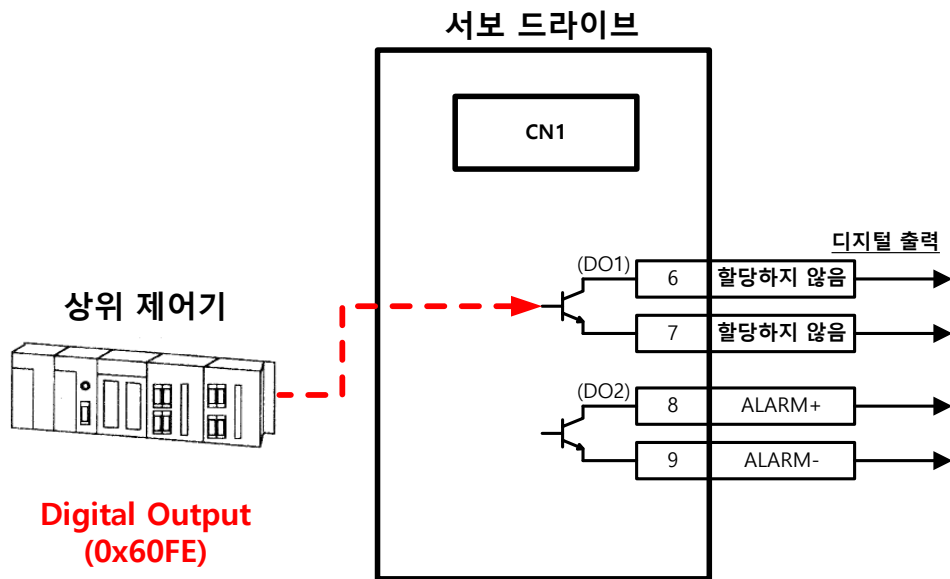 서보 드라이브
CN1
디지털 출력
(DO1)
6 할당하지 않음
7 할당하지 않음
상위 제어기
(DO2)
8 ALARM+
9 ALARM-
Digital Output
(0x60FE)